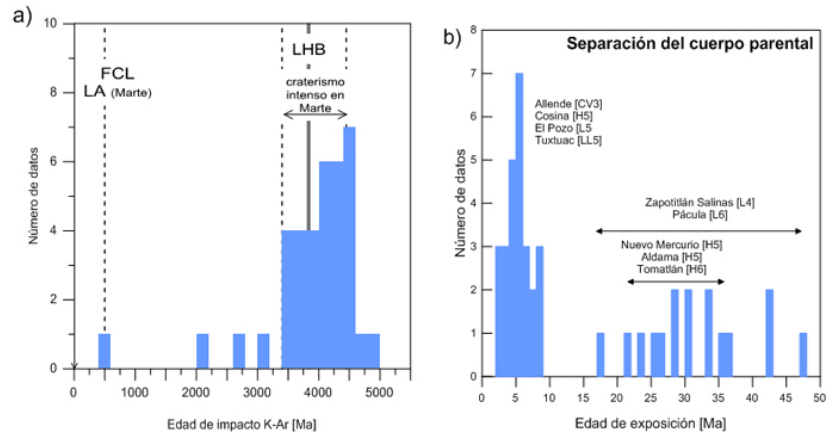 a)
10
8
6
4
2
0
Número de datos
FCL
LA (Marte)
LHB
craterismo
intenso en
Marte
0 1000 2000 3000 4000 5000
Edad de impacto K-Ar [Ma]
b)
Separación del cuerpo parental
8
7
6
5
4
3
2
1
0
Número de datos
Allende [CV3]
Cosina [H5]
El Pozo [L5
Tuxtuac [LL5]
Zapotitlán Salinas [L4]
Pácula [L6]
Nuevo Mercurio [H5]
Aldama [H5]
Tomatlán [H6]
0 5 10 15 20 25 30 35 40 45 50
Edad de exposición [Ma]